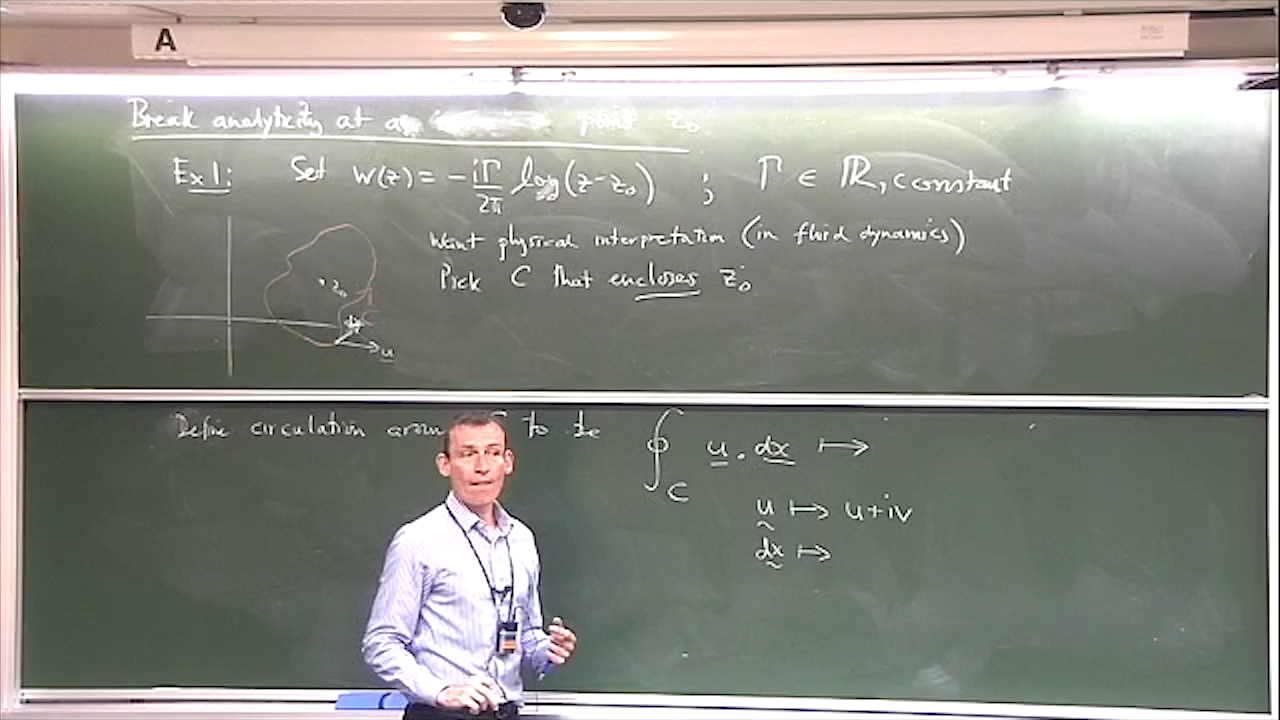 A
Break analyticity at a point z₀
Ex 1: Set w(z) = -iΓ/2π log(z-z₀) ; Γ ∈ ℝ, constant
Want physical interpretation (in fluid dynamics)
Pick C that encloses z₀
z₀
C
dx
u
Define circulation C to be ∮_C u . dx ↦
u ↦ u+iv
dx ↦